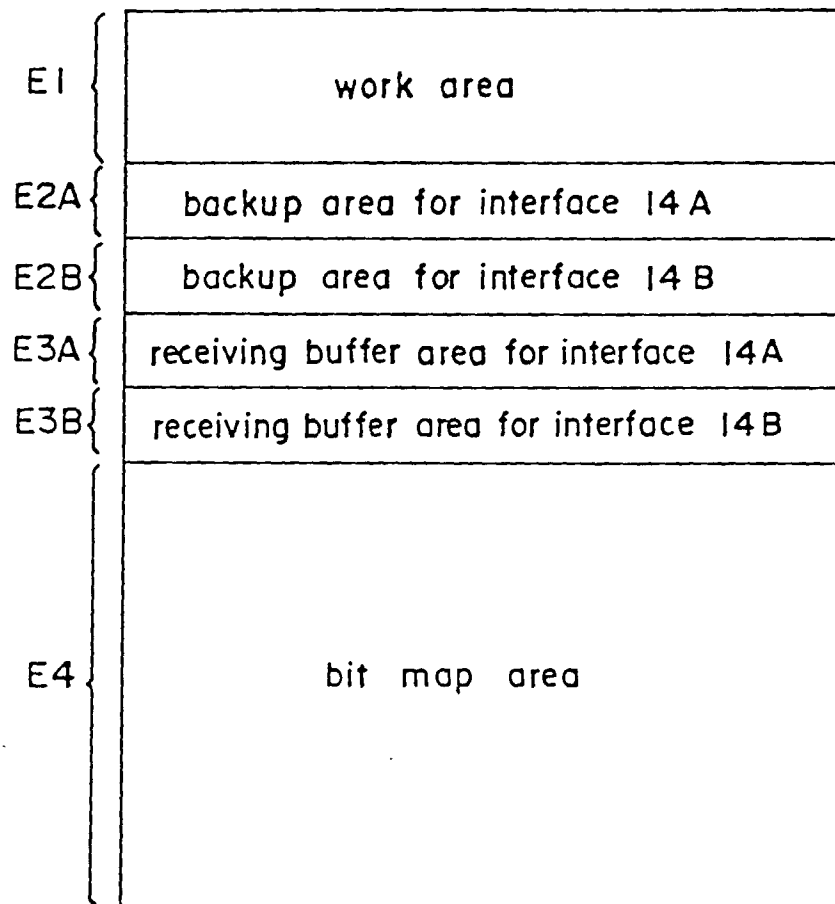 E1 work area
E2A backup area for interface 14A
E2B backup area for interface 14B
E3A receiving buffer area for interface 14A
E3B receiving buffer area for interface 14B
E4 bit map area